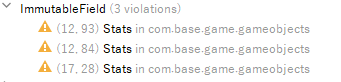 ImmutableField (3 violations)
(12, 93) Stats in com.base.game.gameobjects
(12, 84) Stats in com.base.game.gameobjects
(17, 28) Stats in com.base.game.gameobjects